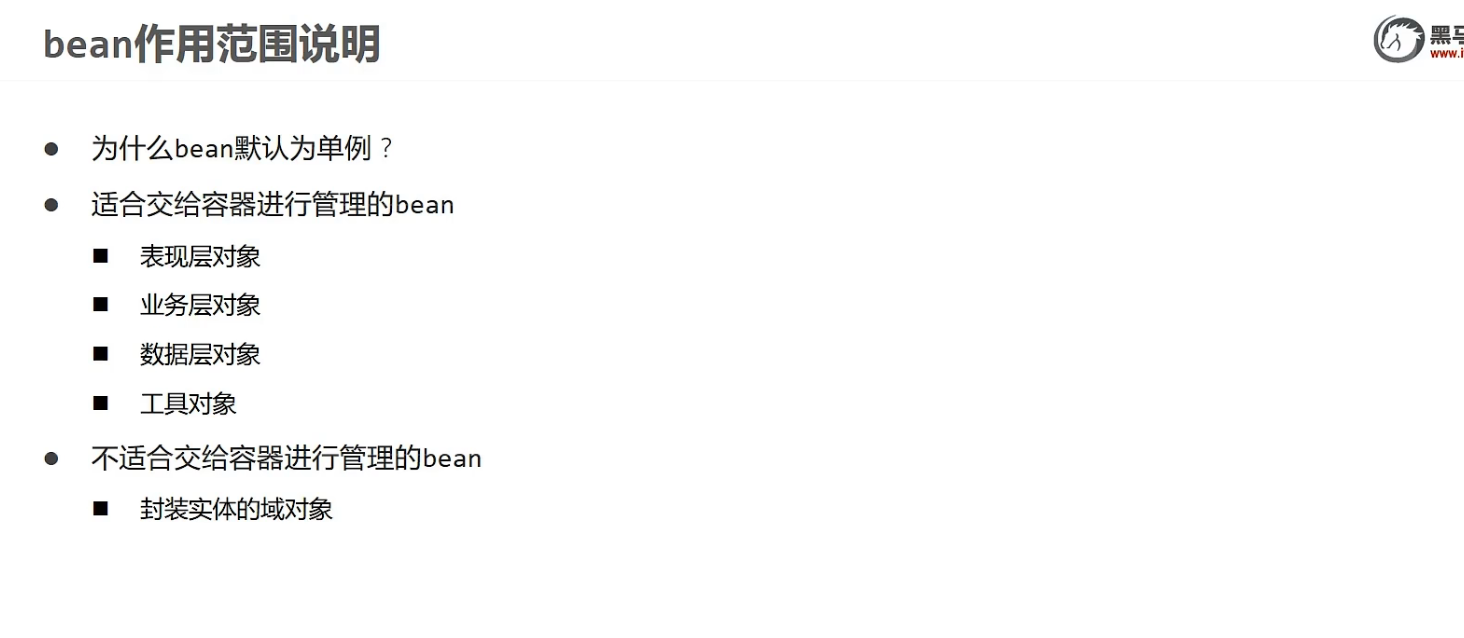 bean作用范围说明
为什么bean默认为单例？
适合交给容器进行管理的bean
表现层对象
业务层对象
数据层对象
工具对象
不适合交给容器进行管理的bean
封装实体的域对象
黑马
www.i